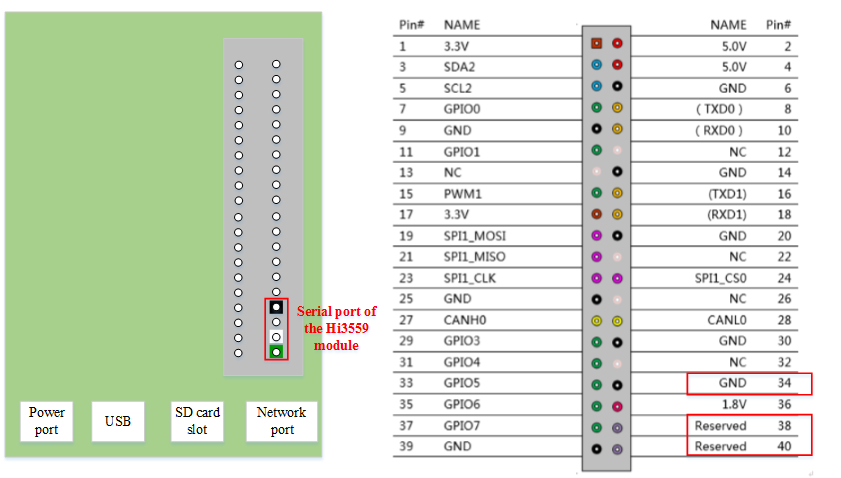 Serial port of
the Hi3559
module
Power
port
USB
SD card
slot
Network
port
Pin# NAME NAME Pin#
1 3.3V 5.0V 2
3 SDA2 5.0V 4
5 SCL2 GND 6
7 GPIO0 ( TXD0 ) 8
9 GND ( RXD0 ) 10
11 GPIO1 NC 12
13 NC GND 14
15 PWM1 (TXD1) 16
17 3.3V (RXD1) 18
19 SPI1_MOSI GND 20
21 SPI1_MISO NC 22
23 SPI1_CLK SPI1_CS0 24
25 GND NC 26
27 CANH0 CANL0 28
29 GPIO3 GND 30
31 GPIO4 NC 32
33 GPIO5 GND 34
35 GPIO6 1.8V 36
37 GPIO7 Reserved 38
39 GND Reserved 40